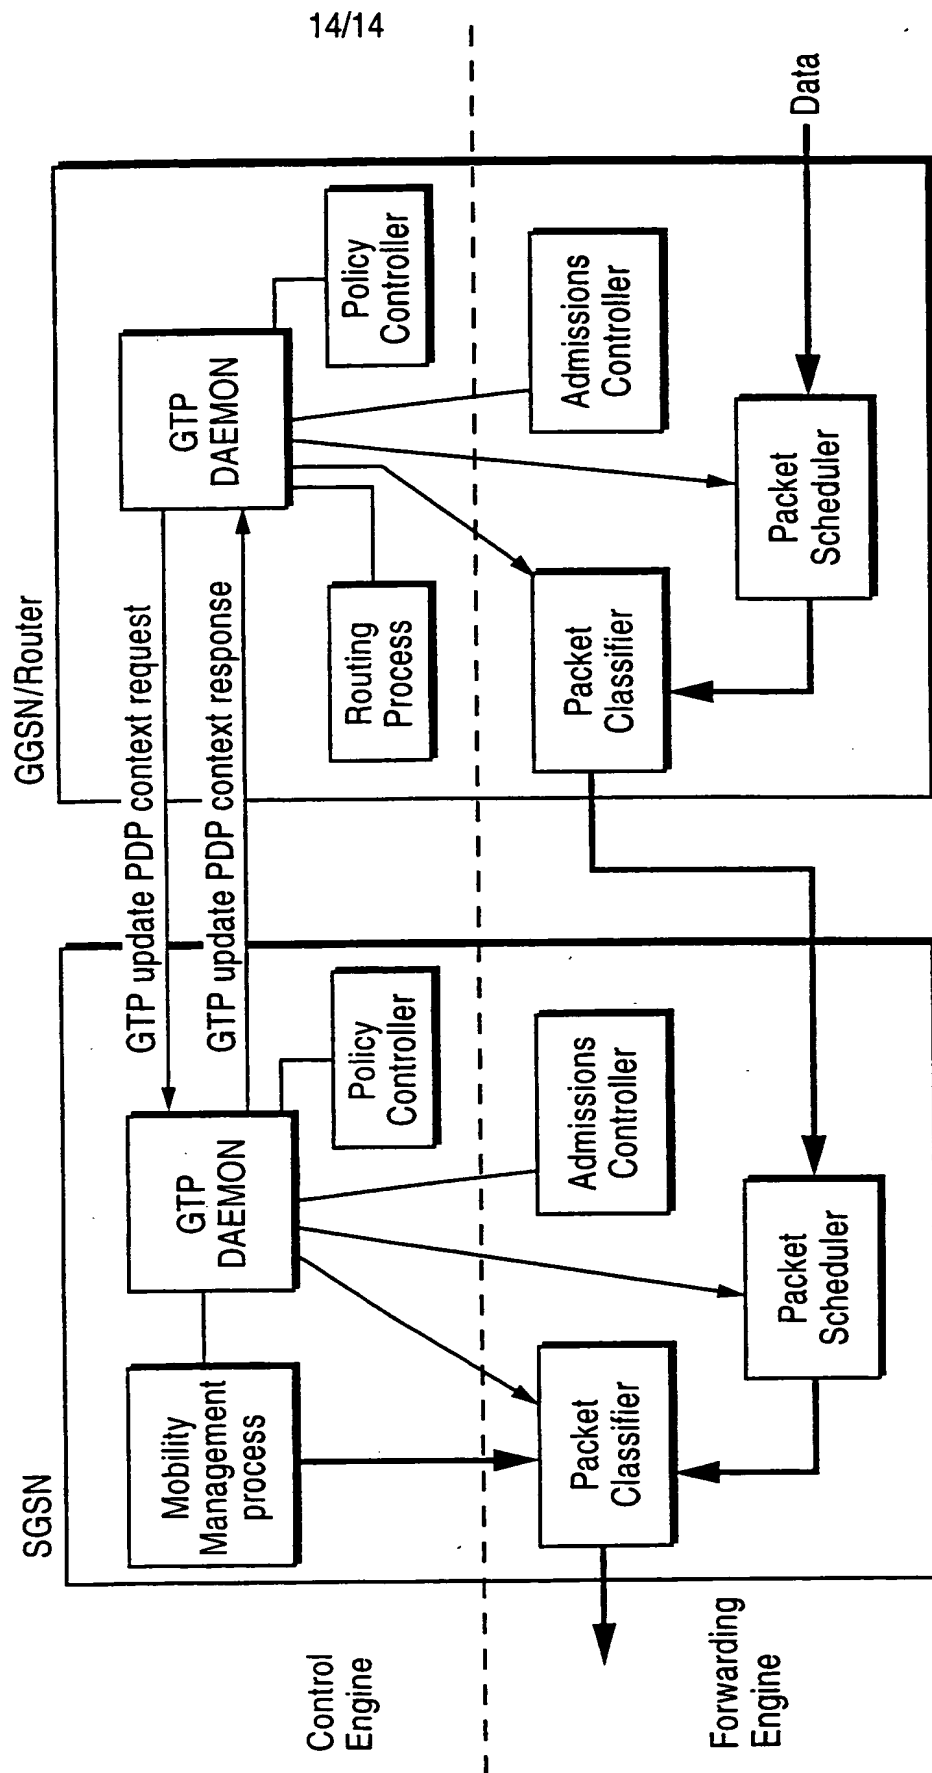 14/14
SGSN
GGSN/Router
Mobility
Management
process
GTP
DAEMON
GTP update PDP context request
GTP update PDP context response
GTP
DAEMON
Policy
Controller
Routing
Process
Policy
Controller
Control
Engine
Forwarding
Engine
Packet
Classifier
Admissions
Controller
Packet
Scheduler
Packet
Classifier
Admissions
Controller
Packet
Scheduler
Data